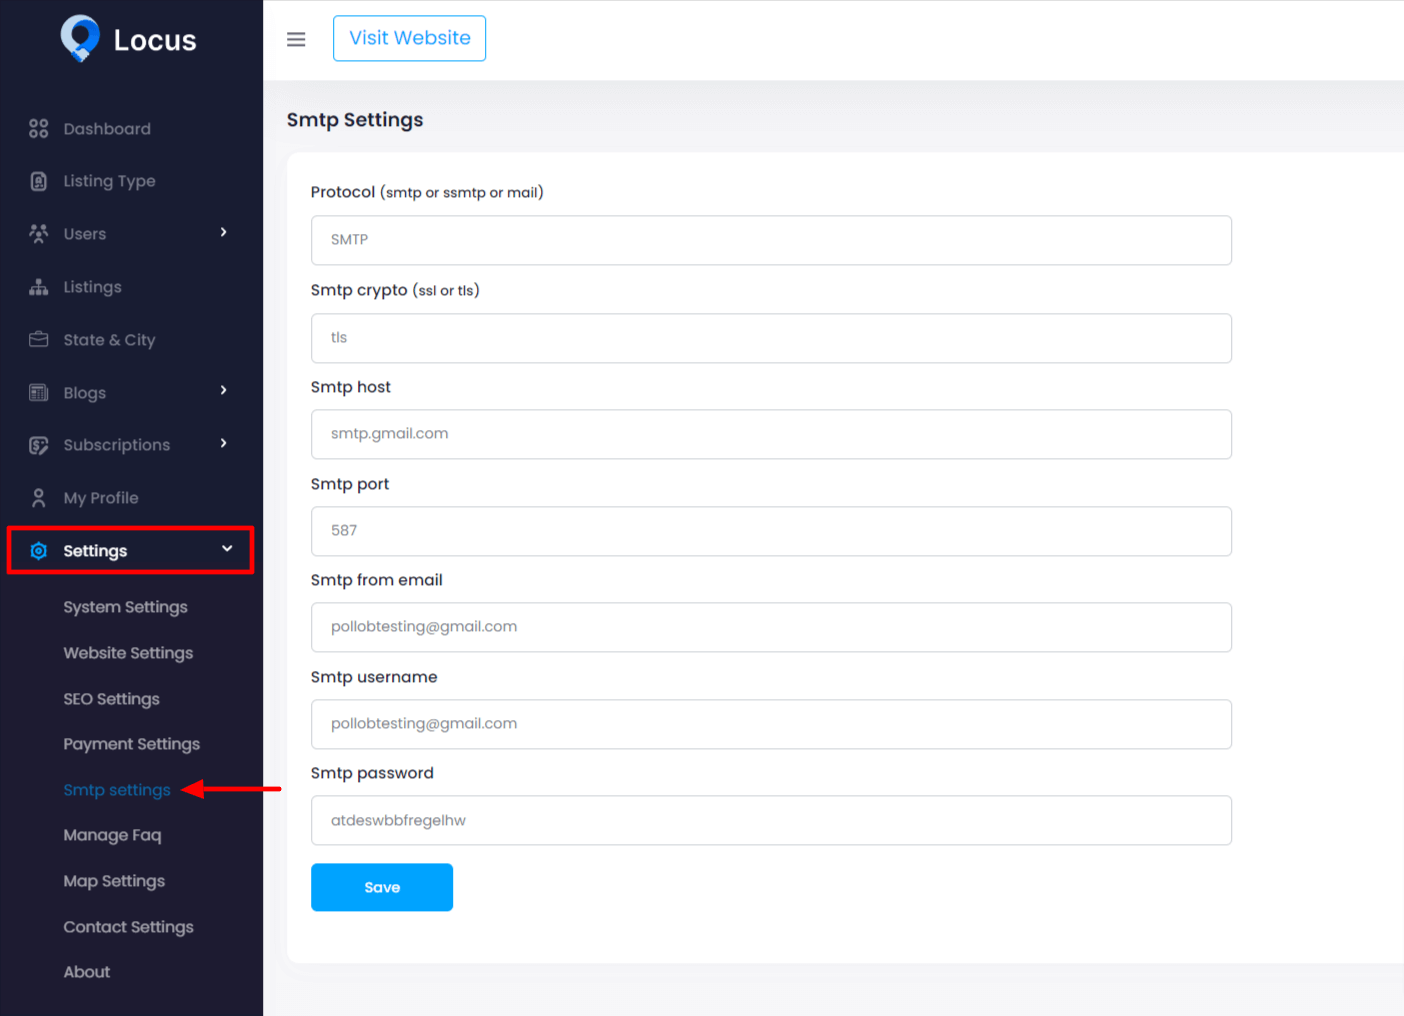 Locus
Visit Website
Dashboard
Listing Type
Users
Listings
State & City
Blogs
Subscriptions
My Profile
Settings
System Settings
Website Settings
SEO Settings
Payment Settings
Smtp settings
Manage Faq
Map Settings
Contact Settings
About
Smtp Settings
Protocol (smtp or ssmtp or mail)
SMTP
Smtp crypto (ssl or tls)
tls
Smtp host
smtp.gmail.com
Smtp port
587
Smtp from email
pollobtesting@gmail.com
Smtp username
pollobtesting@gmail.com
Smtp password
atdeswbbfregelhw
Save